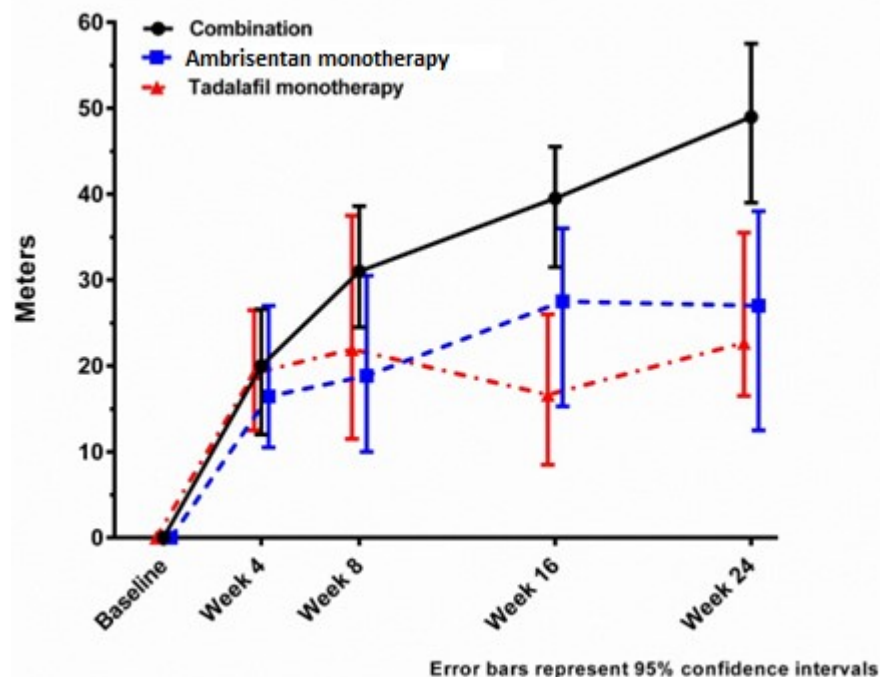 60
50
40
30
20
10
0
Meters
Combination
Ambrisentan monotherapy
Tadalafil monotherapy
Baseline
Week 4
Week 8
Week 16
Week 24
Error bars represent 95% confidence intervals